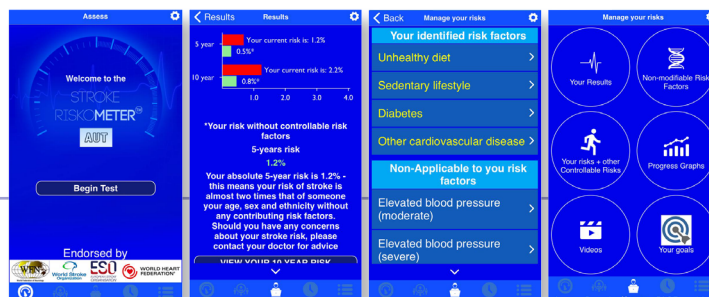 Assess
Welcome to the
STROKE
RISKOMETER
AUT
Begin Test
Endorsed by
World Stroke
Organization
ESO
WORLD HEART
FEDERATION
Results
Results
5 year
Your current risk is: 1.2%
0.5%*
10 year
Your current risk is: 2.2%
0.8%*
1.0 2.0 3.0 4.0
*Your risk without controllable risk
factors
5-years risk
1.2%
Your absolute 5-year risk is 1.2% -
this means your risk of stroke is
almost two times that of someone
your age, sex and ethnicity without
any contributing risk factors.
Should you have any concerns
about your stroke risk, please
contact your doctor for advice
VIEW YOUR 10 YEAR RISK
Back
Manage your risks
Your identified risk factors
Unhealthy diet
Sedentary lifestyle
Diabetes
Other cardiovascular disease
Non-Applicable to you risk
factors
Elevated blood pressure
(moderate)
Elevated blood pressure
(severe)
Manage your risks
Your Results
Non-modifiable Risk
Factors
Your risks + other
Controllable Risks
Progress Graphs
Videos
Your goals